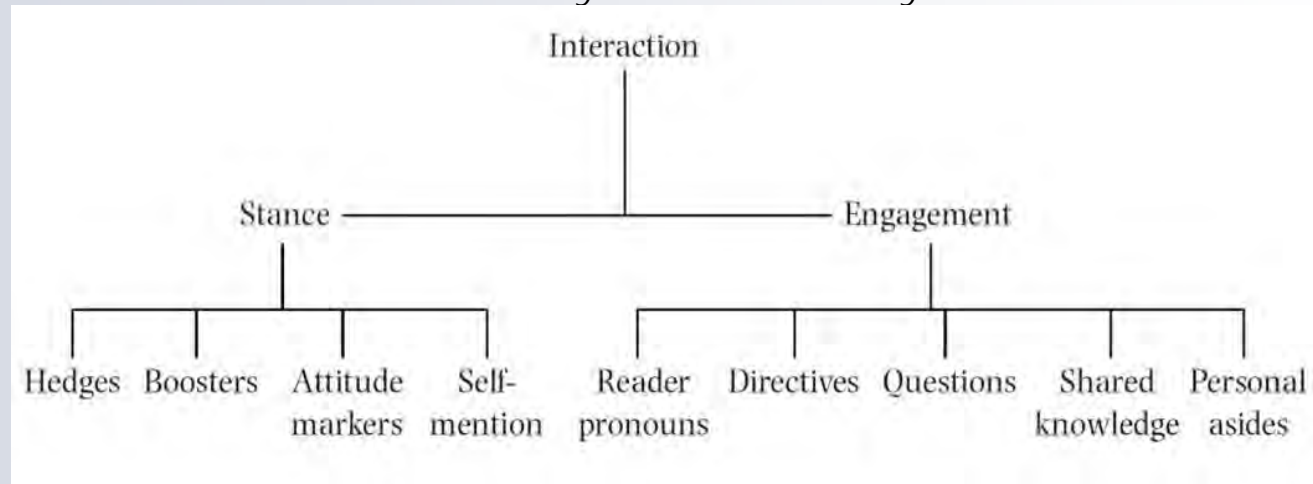 Interaction
Stance Engagement
Hedges Boosters Attitude Self- Reader Directives Questions Shared Personal
markers mention pronouns knowledge asides